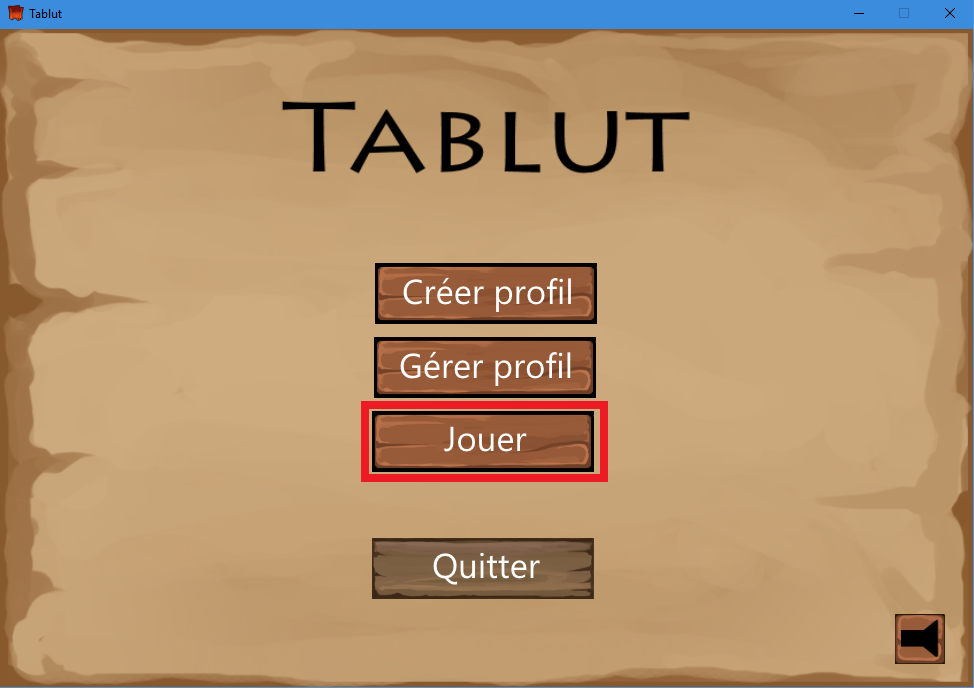 Tablut
TABLUT
Créer profil
Gérer profil
Jouer
Quitter